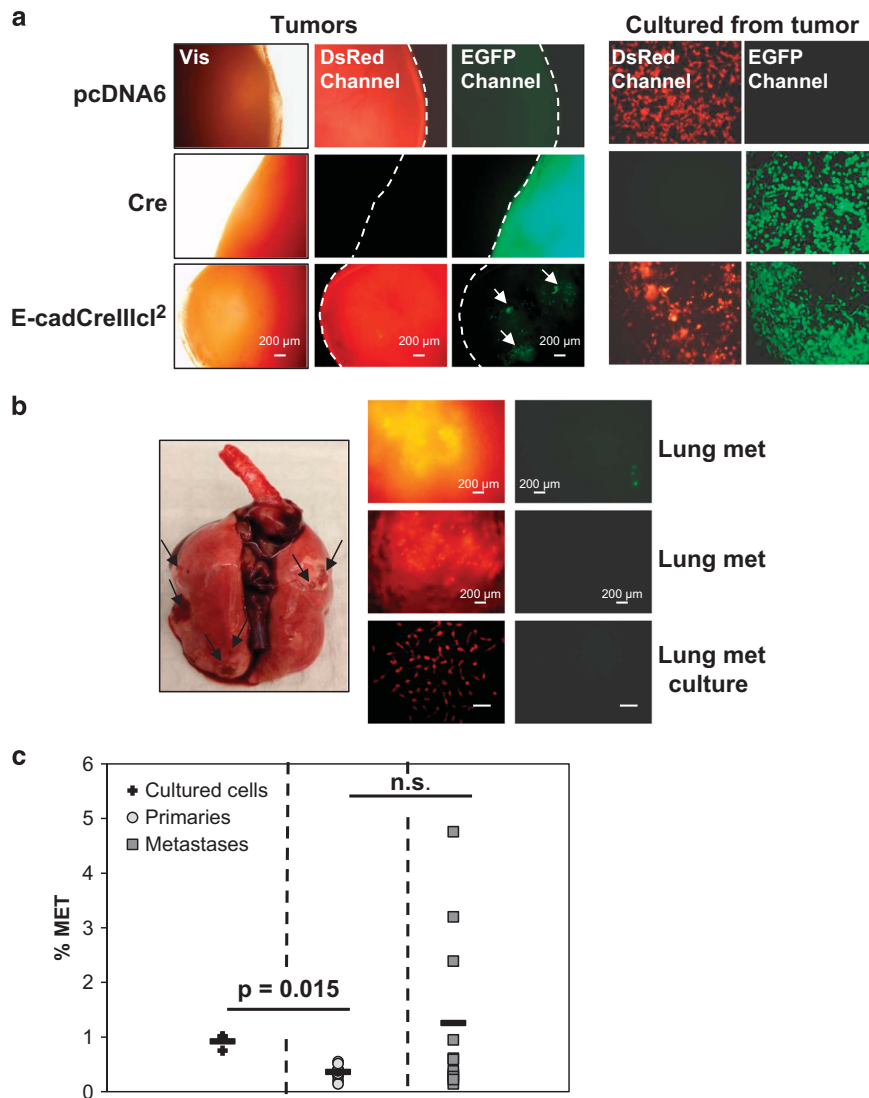 a
Tumors
Cultured from tumor
Vis
DsRed
Channel
EGFP
Channel
DsRed
Channel
EGFP
Channel
pcDNA6
Cre
E-cadCreIIIcI²
200 μm
200 μm
200 μm
b
200 μm
200 μm
Lung met
200 μm
200 μm
Lung met
Lung met
culture
c
6
5
4
3
2
1
0
% MET
Cultured cells
Primaries
Metastases
n.s.
p = 0.015